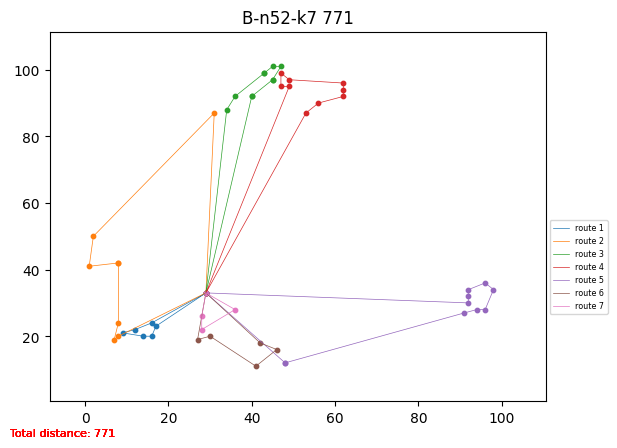 B-n52-k7 771
100
80
60
40
20
0 20 40 60 80 100
route 1
route 2
route 3
route 4
route 5
route 6
route 7
Total distance: 771